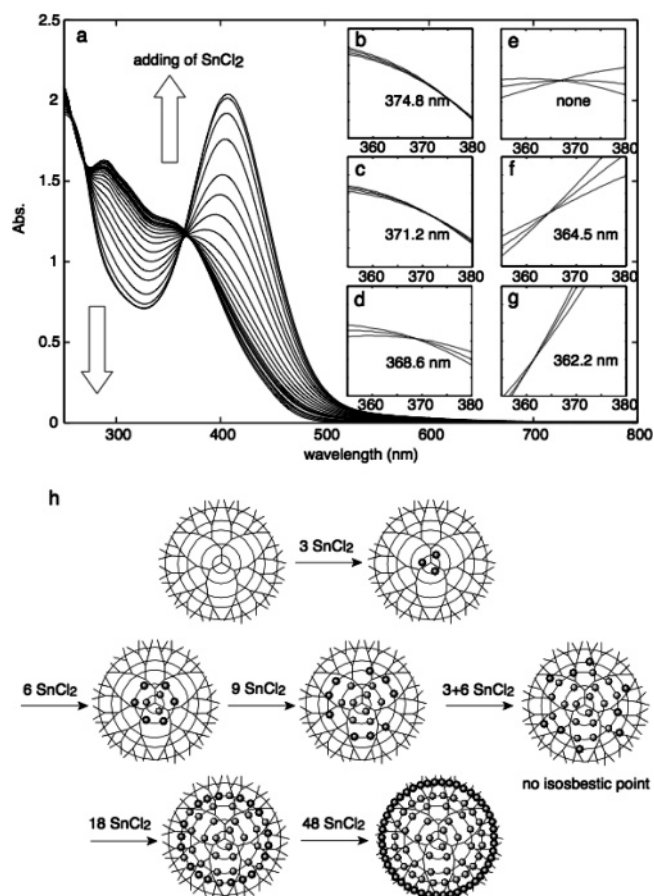 a
adding of SnCl2
Abs.
2.5
2
1.5
1
0.5
0
300 400 500 600 700 800
wavelength (nm)
b
374.8 nm
360 370 380
c
371.2 nm
360 370 380
d
368.6 nm
360 370 380
e
none
360 370 380
f
364.5 nm
360 370 380
g
362.2 nm
360 370 380
h
3 SnCl2
6 SnCl2
9 SnCl2
3+6 SnCl2
no isosbestic point
18 SnCl2
48 SnCl2